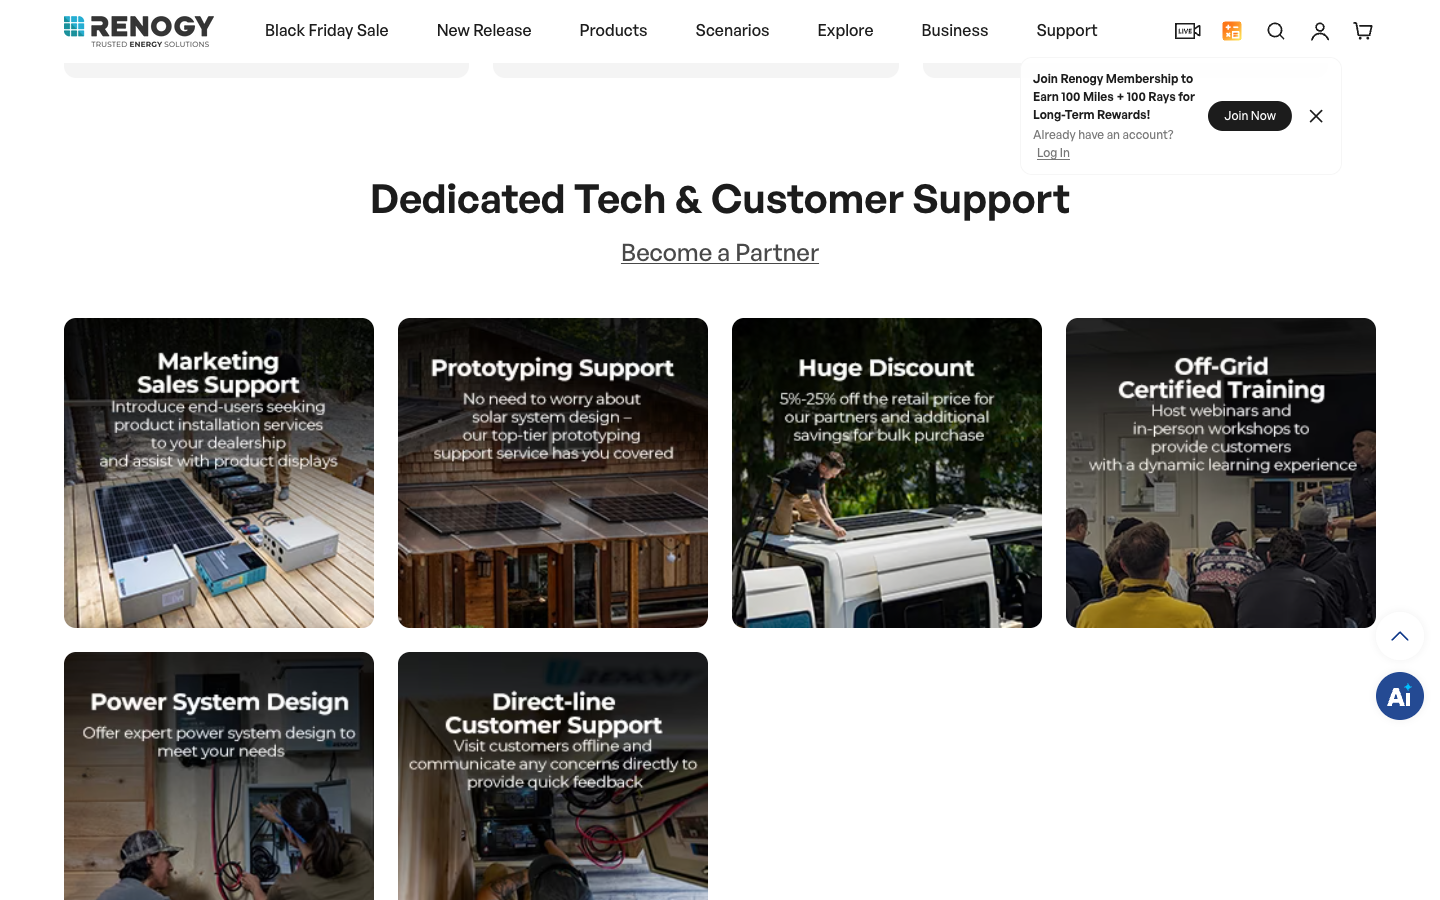 RENOGY
TRUSTED ENERGY SOLUTIONS
Black Friday Sale
New Release
Products
Scenarios
Explore
Business
Support
LIVE
Join Renogy Membership to
Earn 100 Miles + 100 Rays for
Long-Term Rewards!
Already have an account?
Log In
Join Now
Dedicated Tech & Customer Support
Become a Partner
Marketing
Sales Support
Introduce end-users seeking
product installation services
to your dealership
and assist with product displays
Prototyping Support
No need to worry about
solar system design –
our top-tier prototyping
support service has you covered
Huge Discount
5%-25% off the retail price for
our partners and additional
savings for bulk purchase
Off-Grid
Certified Training
Host webinars and
in-person workshops to
provide customers
with a dynamic learning experience
Power System Design
Offer expert power system design to
meet your needs
RENOGY
Direct-line
Customer Support
Visit customers offline and
communicate any concerns directly to
provide quick feedback
Ai